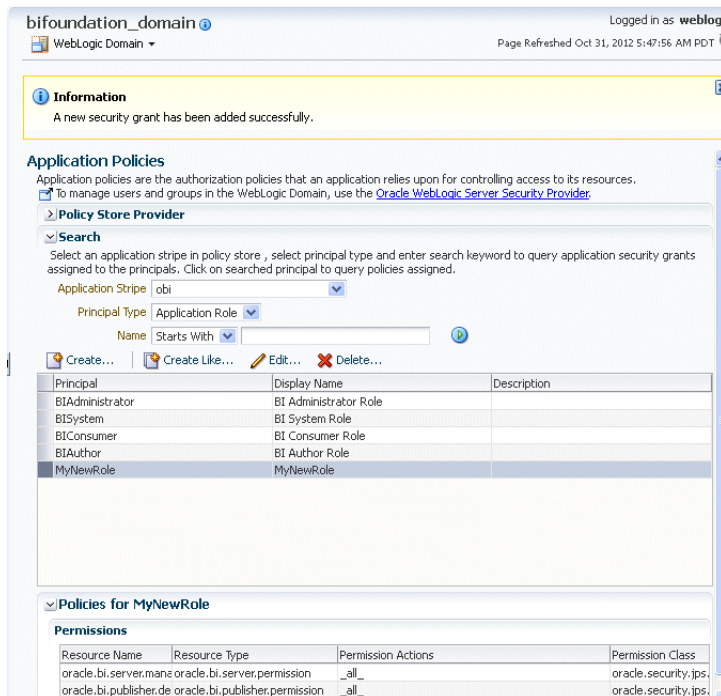 bifoundation_domain
Logged in as weblog
WebLogic Domain
Page Refreshed Oct 31, 2012 5:47:56 AM PDT
Information
A new security grant has been added successfully.
Application Policies
Application policies are the authorization policies that an application relies upon for controlling access to its resources.
To manage users and groups in the WebLogic Domain, use the Oracle WebLogic Server Security Provider.
Policy Store Provider
Search
Select an application stripe in policy store , select principal type and enter search keyword to query application security grants
assigned to the principals. Click on searched principal to query policies assigned.
Application Stripe obi
Principal Type Application Role
Name Starts With
Create... Create Like... Edit... Delete...
Principal Display Name Description
BIAdministrator BI Administrator Role
BISystem BI System Role
BIConsumer BI Consumer Role
BIAuthor BI Author Role
MyNewRole MyNewRole
Policies for MyNewRole
Permissions
Resource Name Resource Type Permission Actions Permission Class
oracle.bi.server.mana oracle.bi.server.permission _all_ oracle.security.jps.
oracle.bi.publisher.de oracle.bi.publisher.permission _all_ oracle.security.jps.